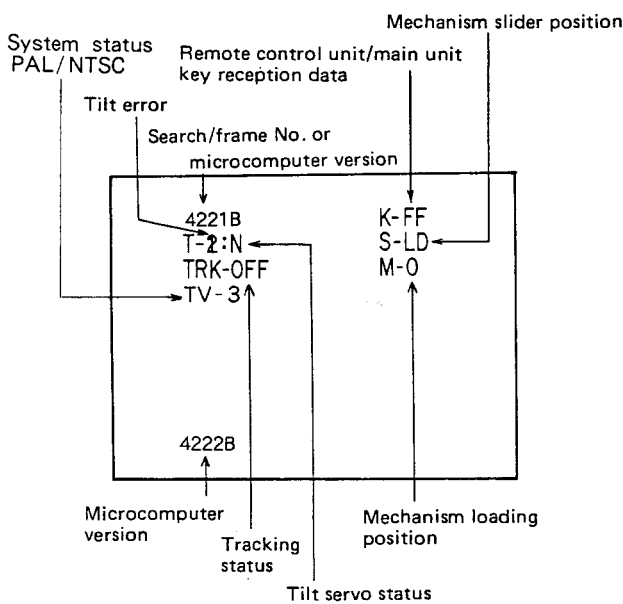 Mechanism slider position
System status
PAL/NTSC
Remote control unit/main unit
key reception data
Tilt error
Search/frame No. or
microcomputer version
4221B
K-FF
T-2:N
S-LD
TRK-OFF
M-0
TV-3
4222B
Microcomputer
version
Mechanism loading
position
Tracking
status
Tilt servo status